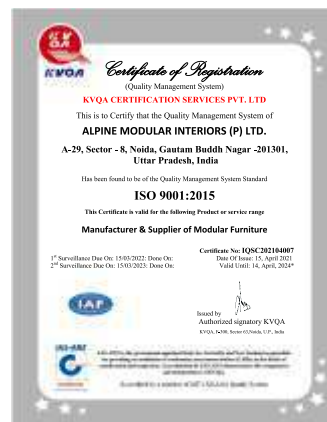 KVQA
Certificate of Registration
(Quality Management System)
KVQA CERTIFICATION SERVICES PVT. LTD
This is to Certify that the Quality Management System of
ALPINE MODULAR INTERIORS (P) LTD.
A-29, Sector - 8, Noida, Gautam Buddh Nagar -201301,
Uttar Pradesh, India
Has been found to be of the Quality Management System Standard
ISO 9001:2015
This Certificate is valid for the following Product or service range
Manufacturer & Supplier of Modular Furniture
Certificate No: IQSC202104007
1st Surveillance Due On: 15/03/2022: Done On: Date Of Issue: 15, April 2021
2nd Surveillance Due On: 15/03/2023: Done On: Valid Until: 14, April, 2024*
IAF
Issued by
Authorized signatory KVQA
KVQA, Sector 63,Noida, U.P., India